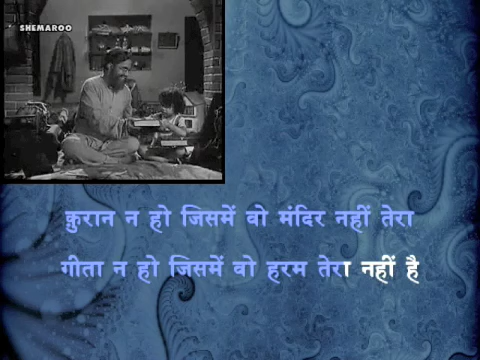 SHEMAROO
क़ुरान न हो जिसमें वो मंदिर नहीं तेरा
गीता न हो जिसमें वो हरम तेरा नहीं है